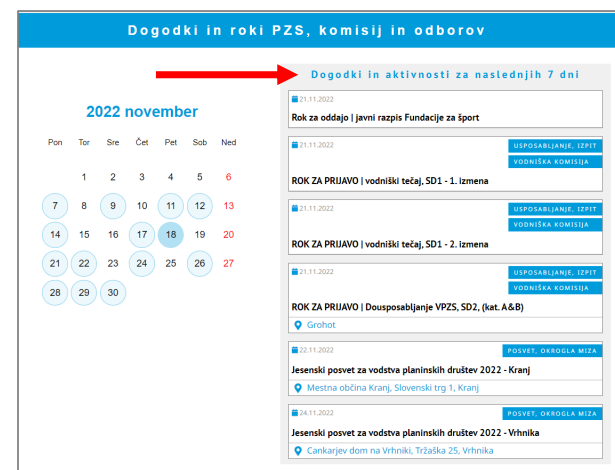 Dogodki in roki PZS, komisij in odborov
2022 november
Pon Tor Sre Čet Pet Sob Ned
1 2 3 4 5 6
7 8 9 10 11 12 13
14 15 16 17 18 19 20
21 22 23 24 25 26 27
28 29 30
Dogodki in aktivnosti za naslednjih 7 dni
21.11.2022
Rok za oddajo | javni razpis Fundacije za šport
21.11.2022
USPOSABLJANJE, IZPIT
VODNIŠKA KOMISIJA
ROK ZA PRIJAVO | vodniški tečaj, SD1 - 1. izmena
21.11.2022
USPOSABLJANJE, IZPIT
VODNIŠKA KOMISIJA
ROK ZA PRIJAVO | vodniški tečaj, SD1 - 2. izmena
21.11.2022
USPOSABLJANJE, IZPIT
VODNIŠKA KOMISIJA
ROK ZA PRIJAVO | Dousposabljanje VPZS, SD2, (kat. A&B)
Grohot
22.11.2022
POSVET, OKROGLA MIZA
Jesenski posvet za vodstva planinskih društev 2022 - Kranj
Mestna občina Kranj, Slovenski trg 1, Kranj
24.11.2022
POSVET, OKROGLA MIZA
Jesenski posvet za vodstva planinskih društev 2022 - Vrhnika
Cankarjev dom na Vrhniki, Tržaška 25, Vrhnika